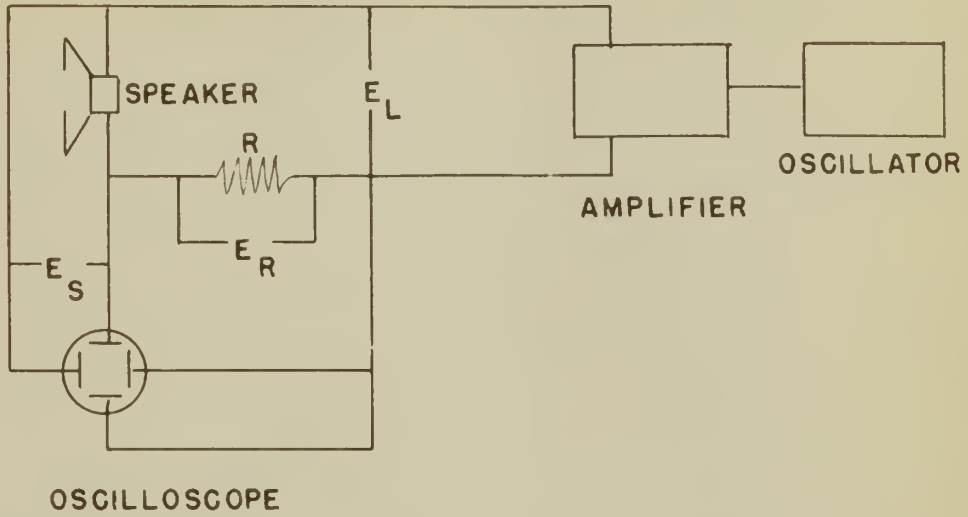 SPEAKER
E L
R
OSCILLATOR
AMPLIFIER
E R
E S
OSCILLOSCOPE